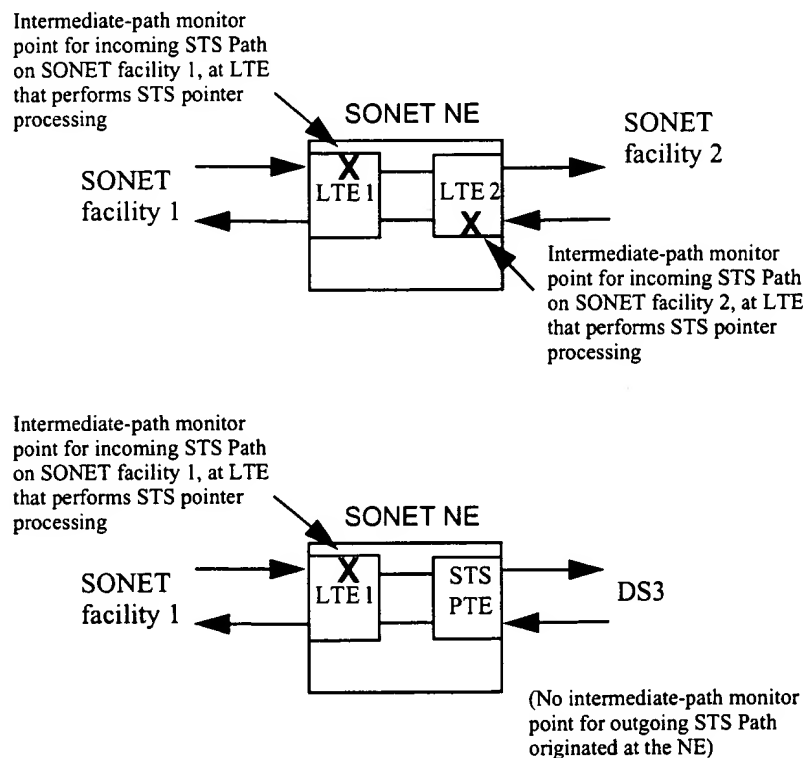 Intermediate-path monitor
point for incoming STS Path
on SONET facility 1, at LTE
that performs STS pointer
processing
SONET NE
SONET
facility 1
X
LTE 1
LTE 2
X
SONET
facility 2
Intermediate-path monitor
point for incoming STS Path
on SONET facility 2, at LTE
that performs STS pointer
processing
Intermediate-path monitor
point for incoming STS Path
on SONET facility 1, at LTE
that performs STS pointer
processing
SONET NE
SONET
facility 1
X
LTE 1
STS
PTE
DS3
(No intermediate-path monitor
point for outgoing STS Path
originated at the NE)